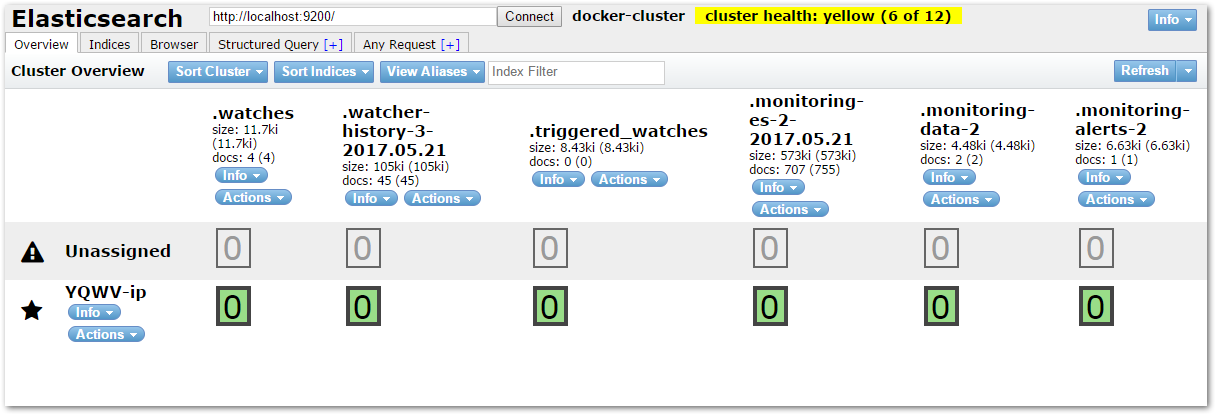 Elasticsearch http://localhost:9200/ Connect docker-cluster cluster health: yellow (6 of 12) Info
Overview Indices Browser Structured Query [+] Any Request [+]
Cluster Overview Sort Cluster Sort Indices View Aliases Index Filter Refresh
.watches
size: 11.7ki
(11.7ki)
docs: 4 (4)
Info
Actions
.watcher-
history-3-
2017.05.21
size: 105ki (105ki)
docs: 45 (45)
Info Actions
.triggered_watches
size: 8.43ki (8.43ki)
docs: 0 (0)
Info Actions
.monitoring-
es-2-
2017.05.21
size: 573ki (573ki)
docs: 707 (755)
Info
Actions
.monitoring-
data-2
size: 4.48ki (4.48ki)
docs: 2 (2)
Info
Actions
.monitoring-
alerts-2
size: 6.63ki (6.63ki)
docs: 1 (1)
Info
Actions
Unassigned 0 0 0 0 0 0
YQWV-ip 0 0 0 0 0 0
Info
Actions